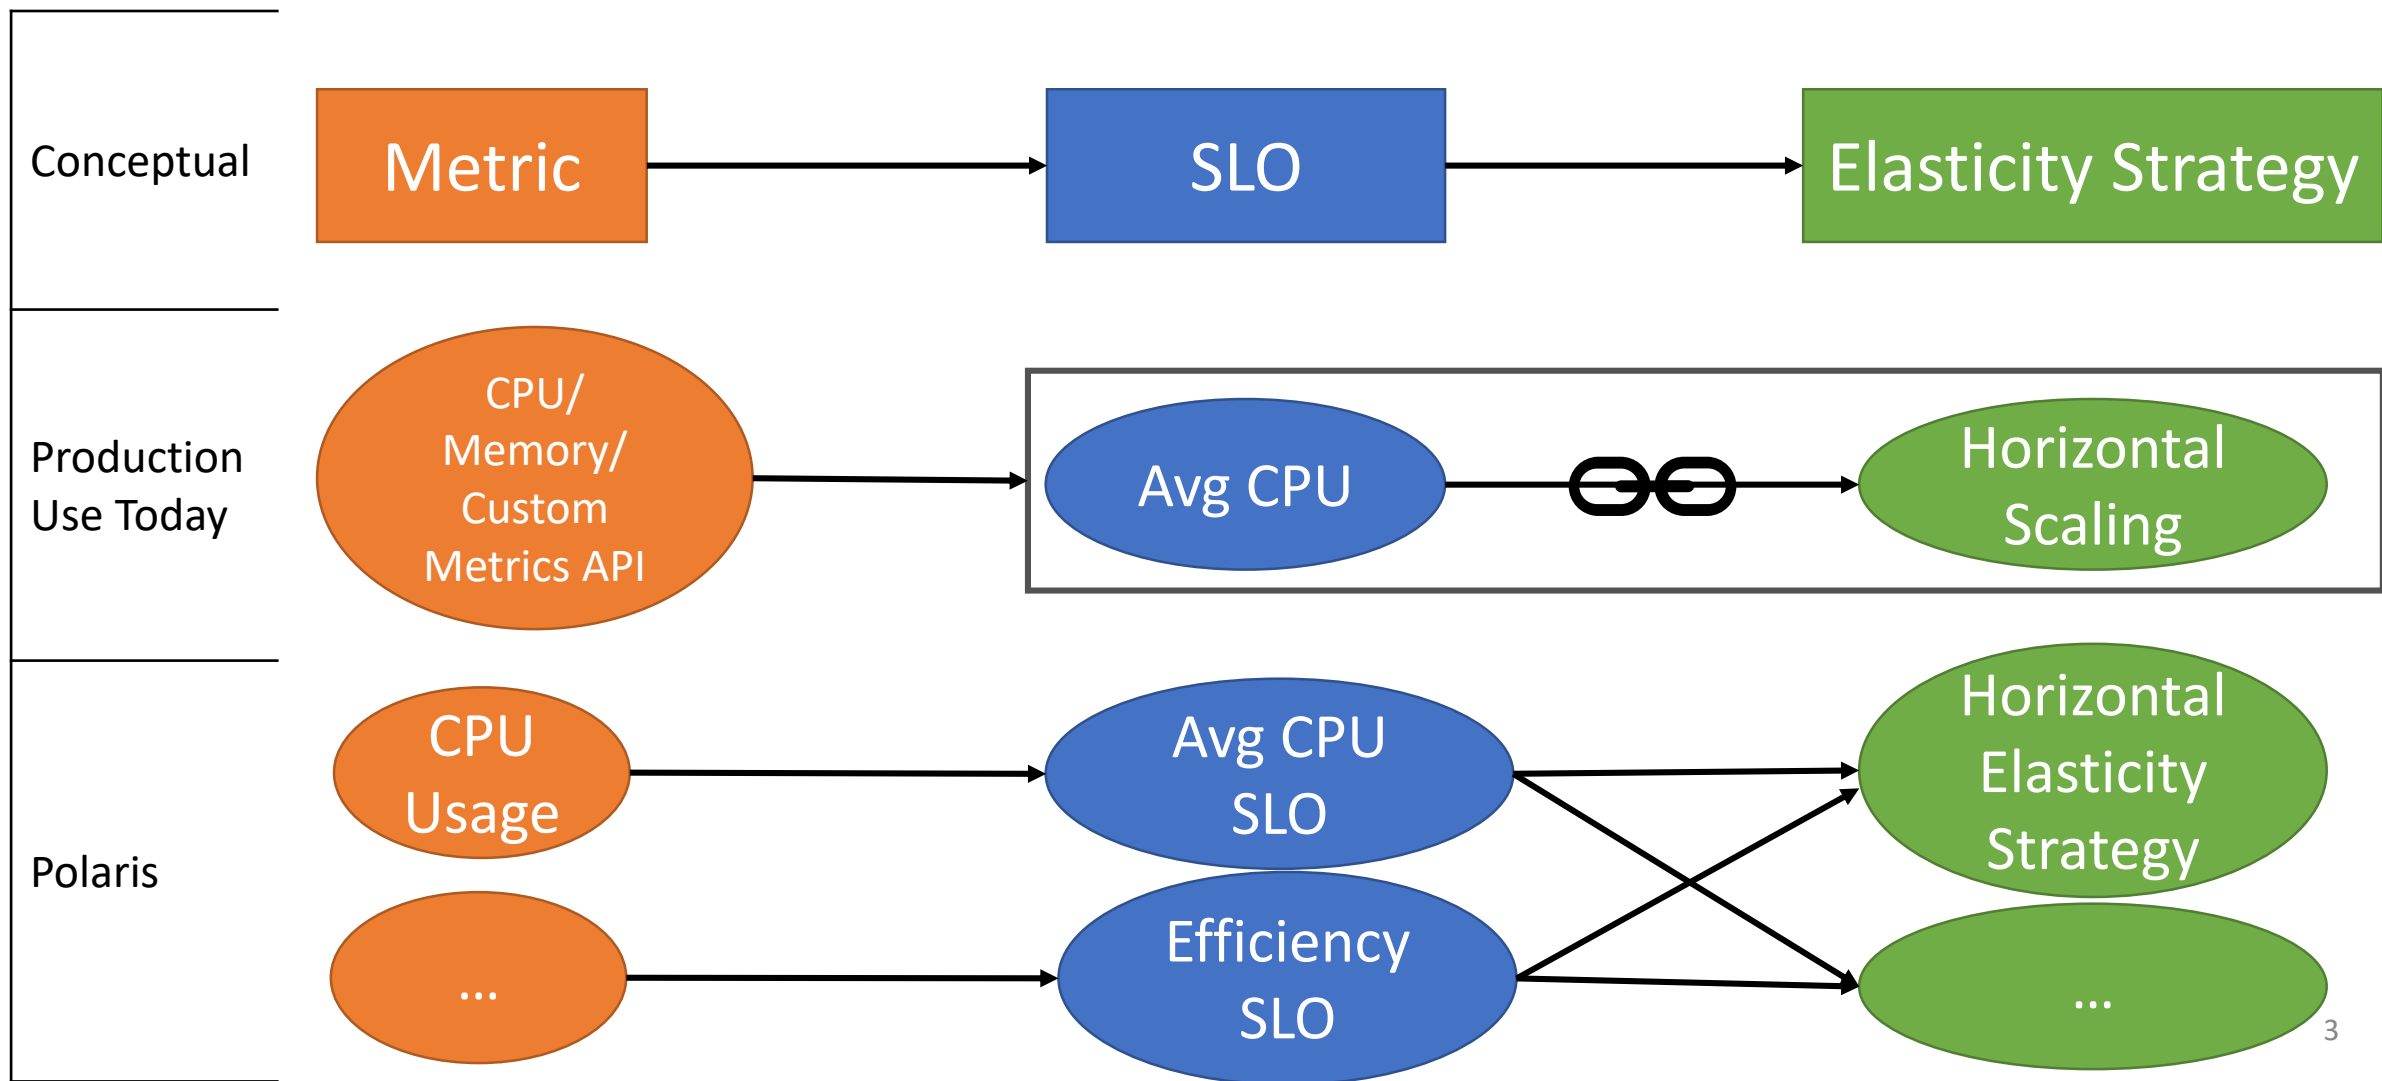 Conceptual
Metric
SLO
Elasticity Strategy
Production
Use Today
CPU/
Memory/
Custom
Metrics API
Avg CPU
Horizontal
Scaling
Polaris
CPU
Usage
Avg CPU
SLO
Horizontal
Elasticity
Strategy
...
Efficiency
SLO
...
3